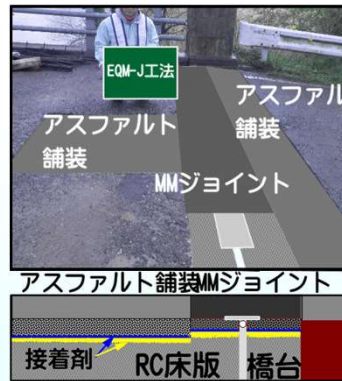 EQM-J工法
アスファルト
舗装
アスファル
舗装
MMジョイント
アスファルト舗装MMジョイント
接着剤
RC床版
橋台